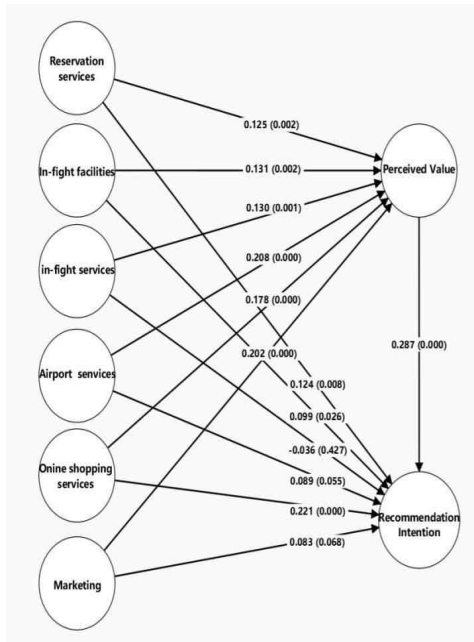 Reservation
services
In-fight facilities
in-fight services
Airport services
Onine shopping
services
Marketing
0.125 (0.002)
0.131 (0.002)
0.130 (0.001)
0.208 (0.000)
0.178 (0.000)
0.202 (0.000)
0.124 (0.008)
0.099 (0.026)
-0.036 (0.427)
0.089 (0.055)
0.221 (0.000)
0.083 (0.068)
Perceived Value
0.287 (0.000)
Recommendation
Intention